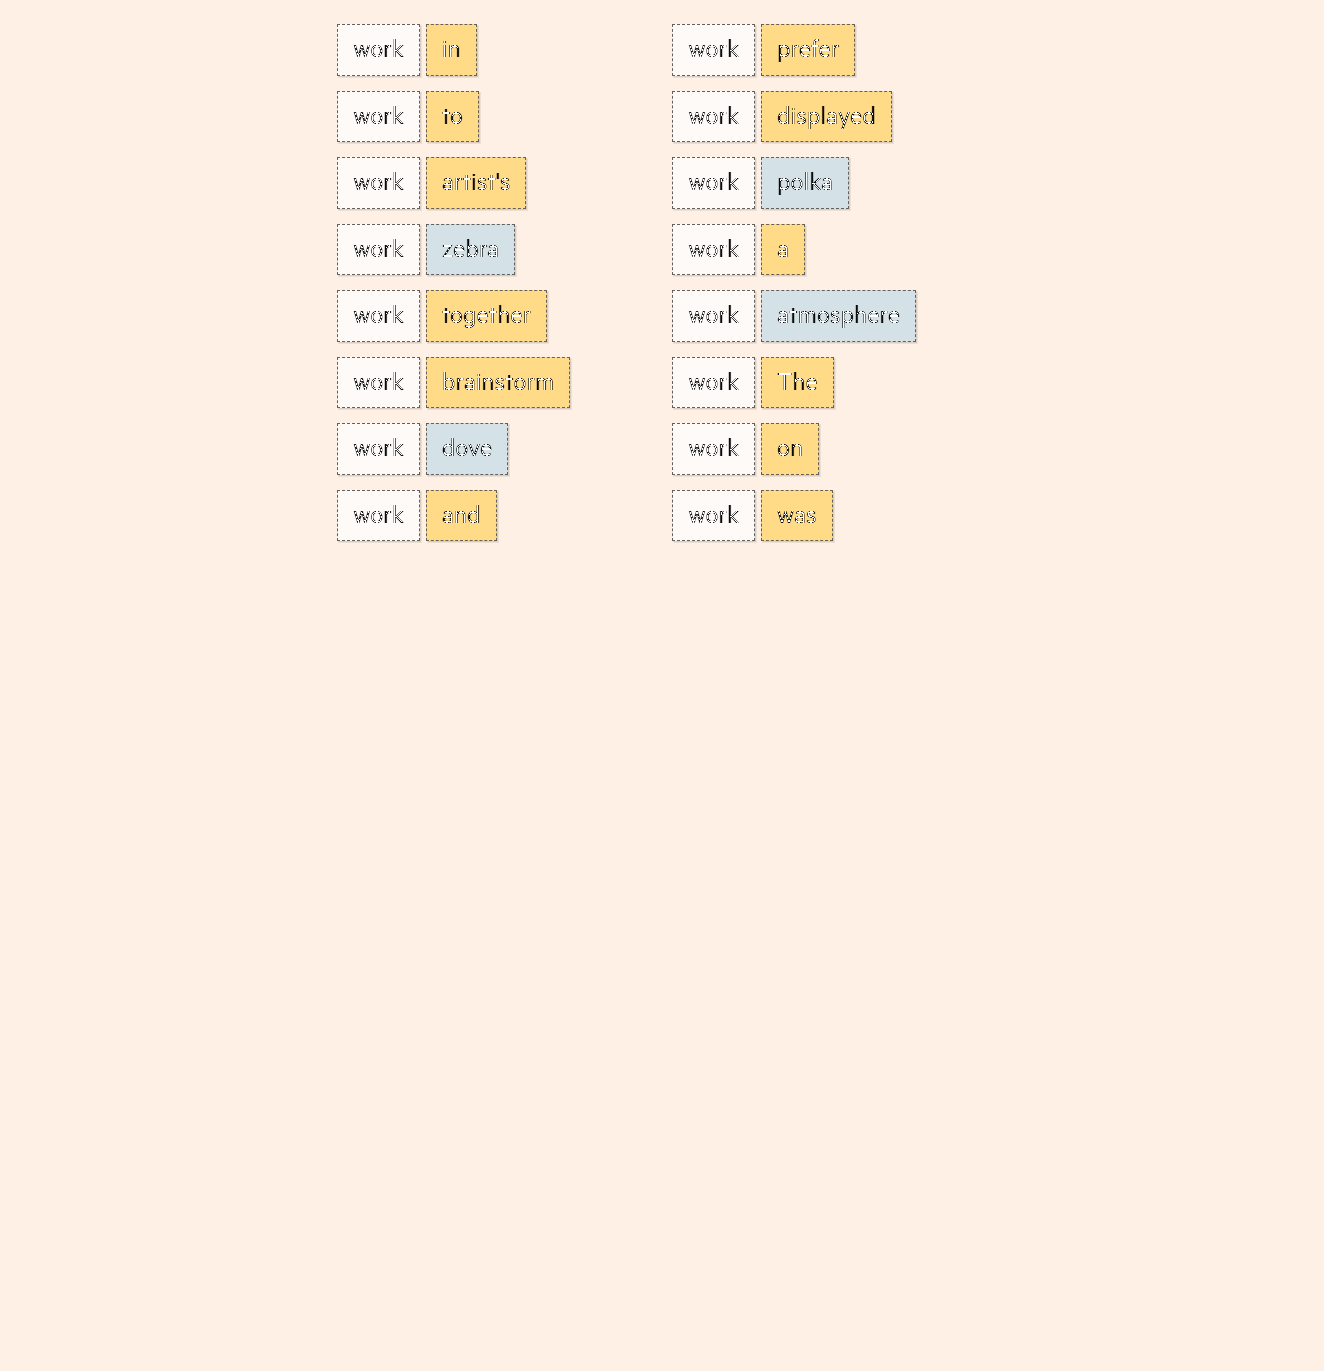 work in
work to
work artist's
work zebra
work together
work brainstorm
work dove
work and
work prefer
work displayed
work polka
work a
work atmosphere
work The
work on
work was